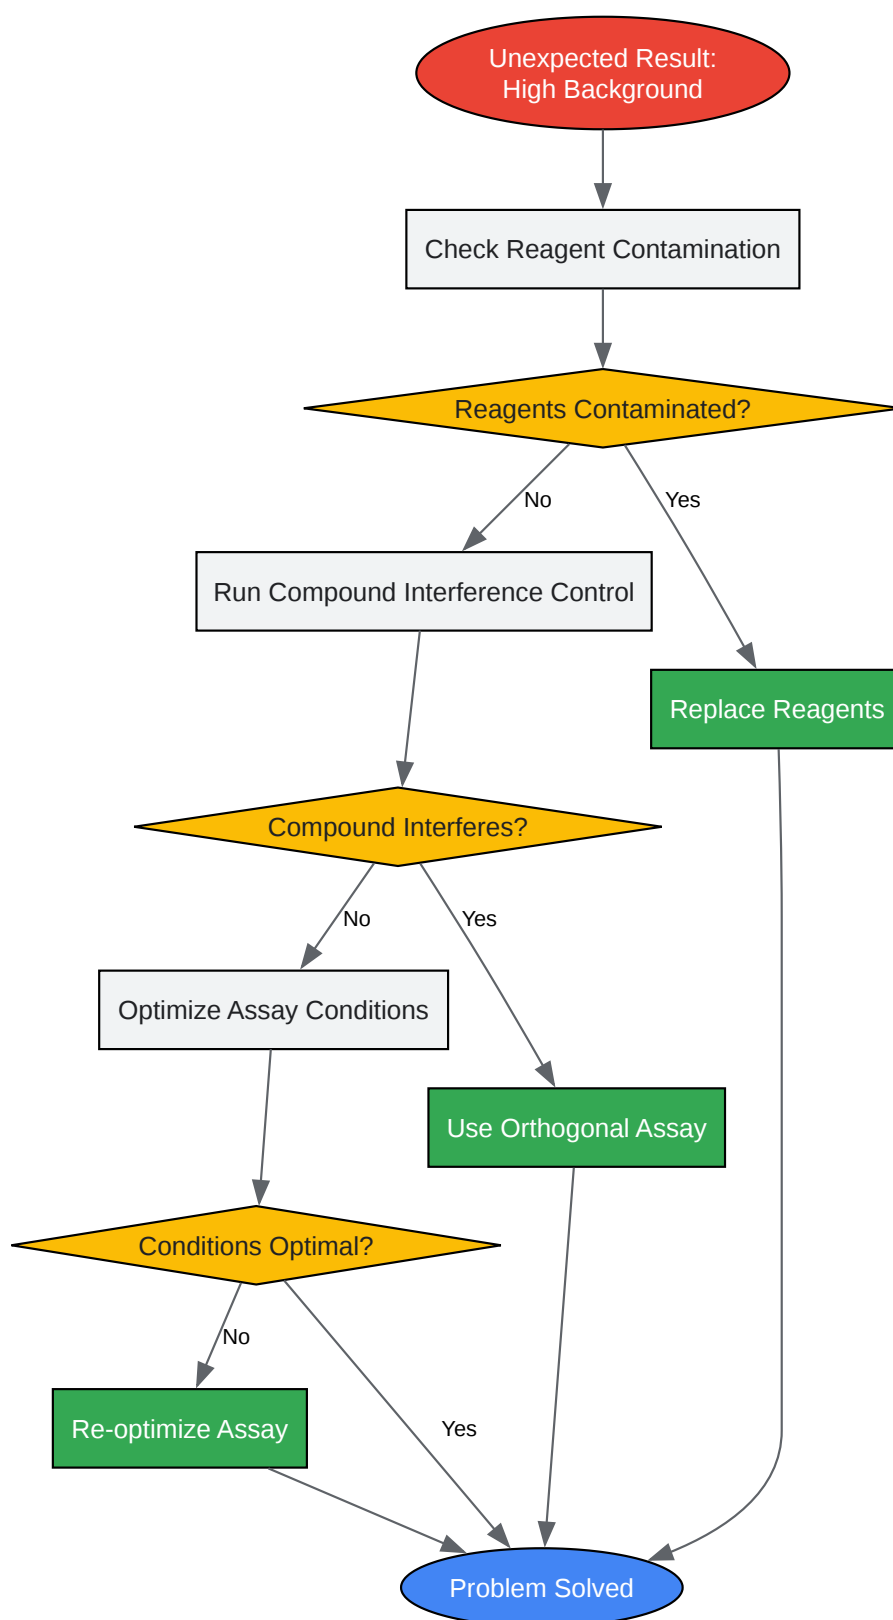 Unexpected Result:
High Background
Check Reagent Contamination
Reagents Contaminated?
No
Yes
Run Compound Interference Control
Replace Reagents
Compound Interferes?
No
Yes
Optimize Assay Conditions
Use Orthogonal Assay
Conditions Optimal?
No
Re-optimize Assay
Yes
Problem Solved